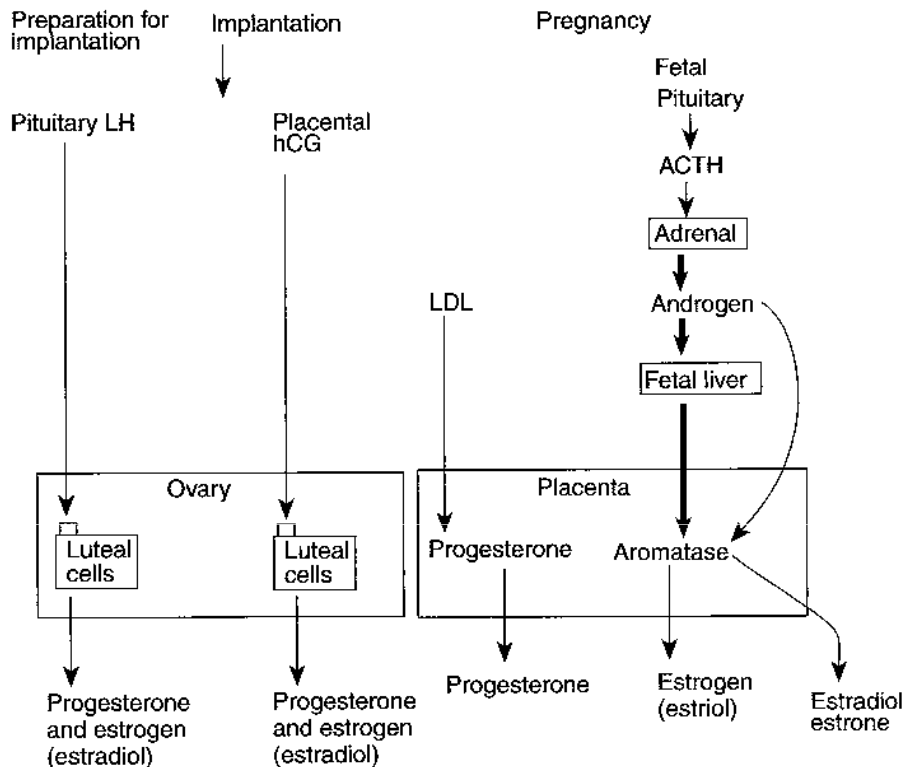 Preparation for
implantation
Implantation
Pregnancy
Fetal
Pituitary
Pituitary LH
Placental
hCG
ACTH
Adrenal
LDL
Androgen
Fetal liver
Ovary
Placenta
Luteal
cells
Luteal
cells
Progesterone
Aromatase
Progesterone
and estrogen
(estradiol)
Progesterone
and estrogen
(estradiol)
Progesterone
Estrogen
(estriol)
Estradiol
estrone